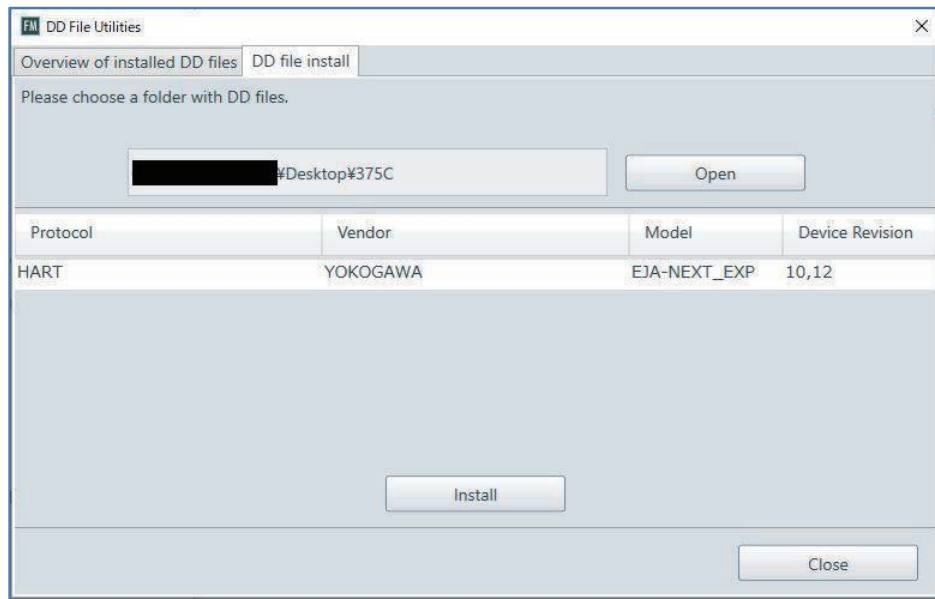 FM DD File Utilities
Overview of installed DD files DD file install
Please choose a folder with DD files.
¥Desktop¥375C Open
Protocol Vendor Model Device Revision
HART YOKOGAWA EJA-NEXT_EXP 10,12
Install
Close